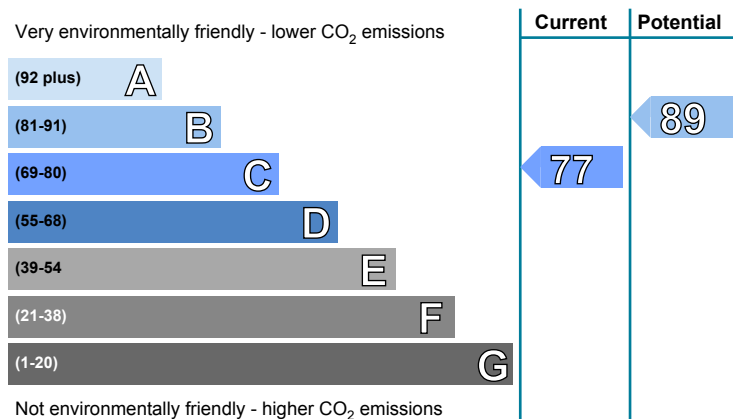 Current Potential
Very environmentally friendly - lower CO₂ emissions
(92 plus) A
(81-91) B 89
(69-80) C 77
(55-68) D
(39-54 E
(21-38) F
(1-20) G
Not environmentally friendly - higher CO₂ emissions